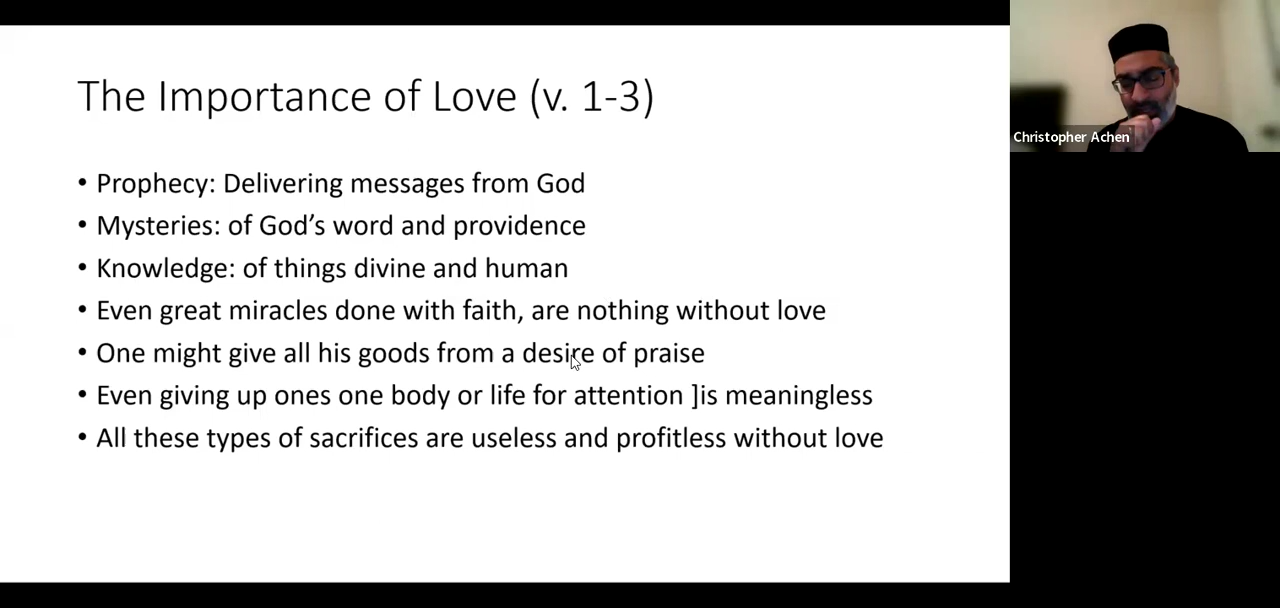 The Importance of Love (v. 1-3)
• Prophecy: Delivering messages from God
• Mysteries: of God’s word and providence
• Knowledge: of things divine and human
• Even great miracles done with faith, are nothing without love
• One might give all his goods from a desire of praise
• Even giving up ones one body or life for attention ]is meaningless
• All these types of sacrifices are useless and profitless without love
Christopher Achen